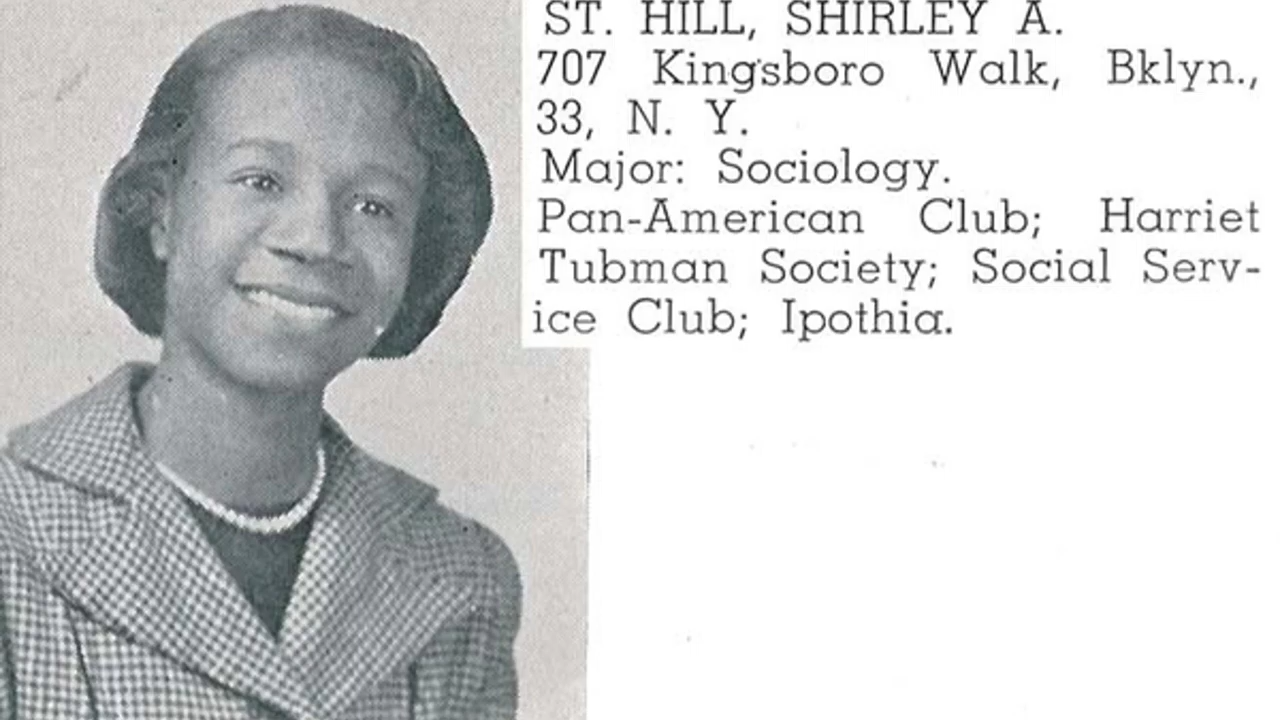 ST. HILL, SHIRLEY A.
707 Kingsboro Walk, Bklyn.,
33, N. Y.
Major: Sociology.
Pan-American Club; Harriet
Tubman Society; Social Serv-
ice Club; Ipothia.